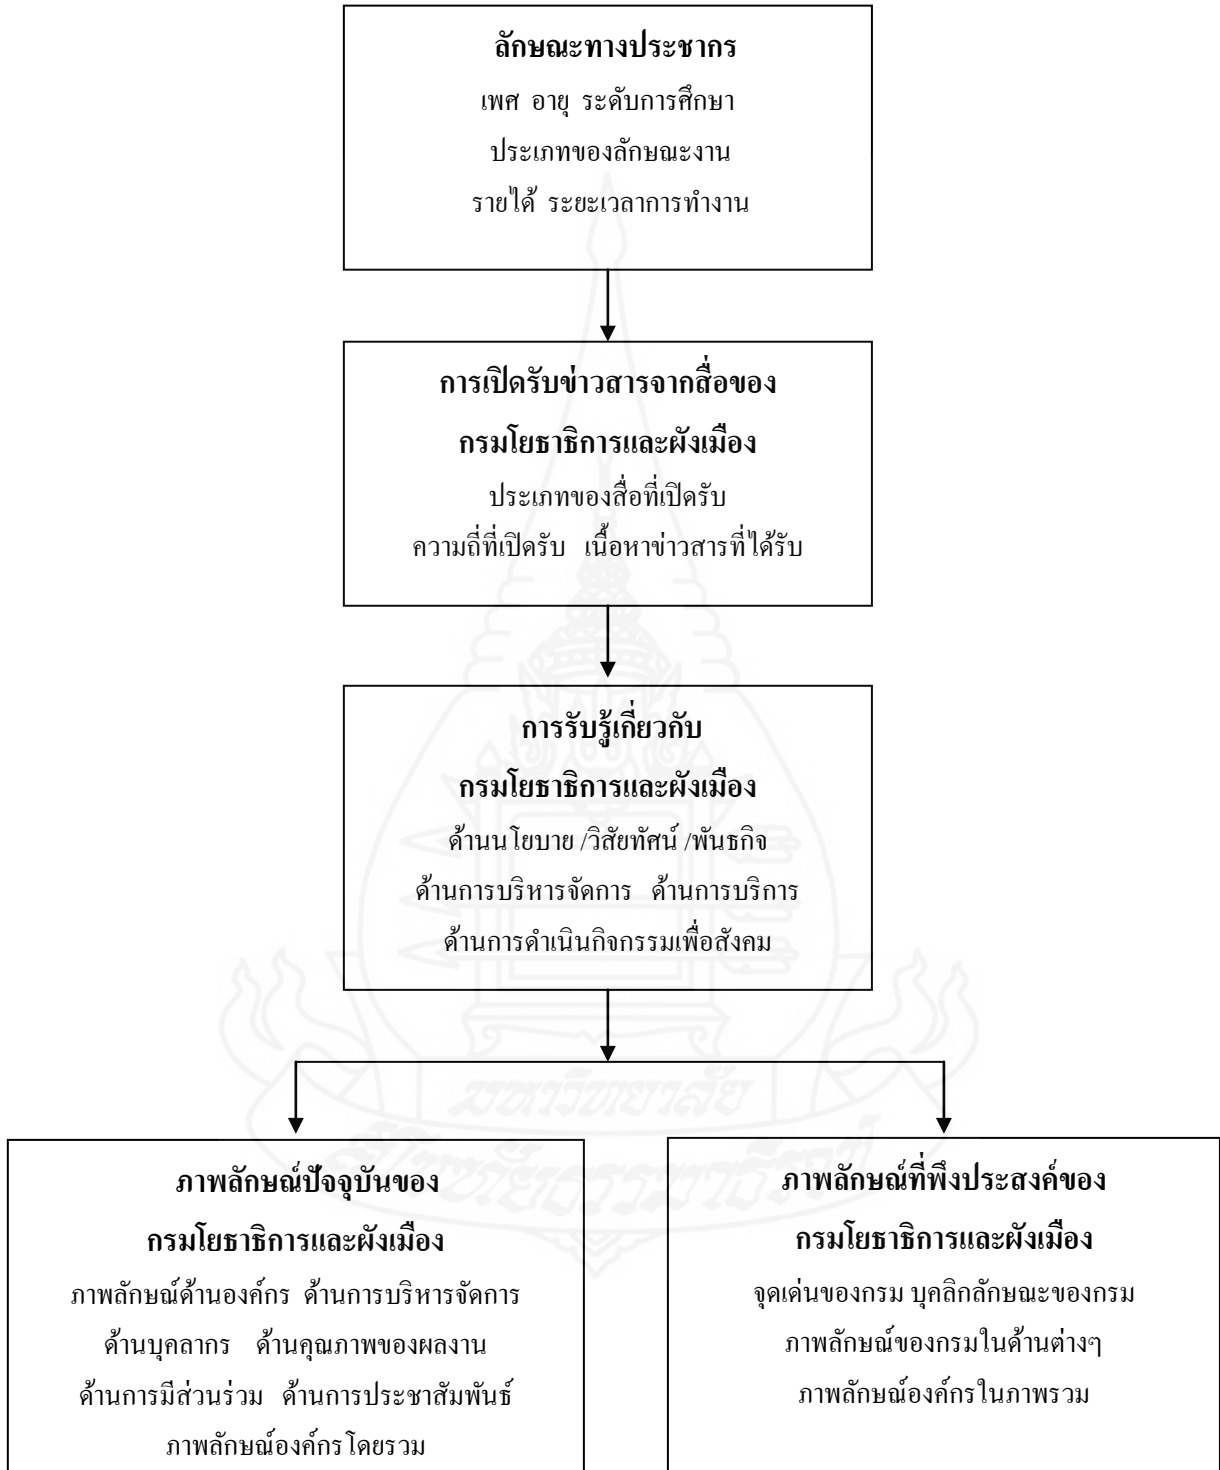 ลักษณะทางประชากร
เพศ อายุ ระดับการศึกษา
ประเภทของลักษณะงาน
รายได้ ระยะเวลาการทำงาน
การเปิดรับข่าวสารจากสื่อของ
กรมโยธาธิการและผังเมือง
ประเภทของสื่อที่เปิดรับ
ความถี่ที่เปิดรับ เนื้อหาข่าวสารที่ได้รับ
การรับรู้เกี่ยวกับ
กรมโยธาธิการและผังเมือง
ด้านนโยบาย /วิสัยทัศน์ /พันธกิจ
ด้านการบริหารจัดการ ด้านการบริการ
ด้านการดำเนินกิจกรรมเพื่อสังคม
มหาวิทยาลัย
สุโขทัยธรรมาธิราช
ภาพลักษณ์ปัจจุบันของ
กรมโยธาธิการและผังเมือง
ภาพลักษณ์ด้านองค์กร ด้านการบริหารจัดการ
ด้านบุคลากร ด้านคุณภาพของผลงาน
ด้านการมีส่วนร่วม ด้านการประชาสัมพันธ์
ภาพลักษณ์องค์กรโดยรวม
ภาพลักษณ์ที่พึงประสงค์ของ
กรมโยธาธิการและผังเมือง
จุดเด่นของกรม บุคลิกลักษณะของกรม
ภาพลักษณ์ของกรมในด้านต่างๆ
ภาพลักษณ์องค์กรในภาพรวม